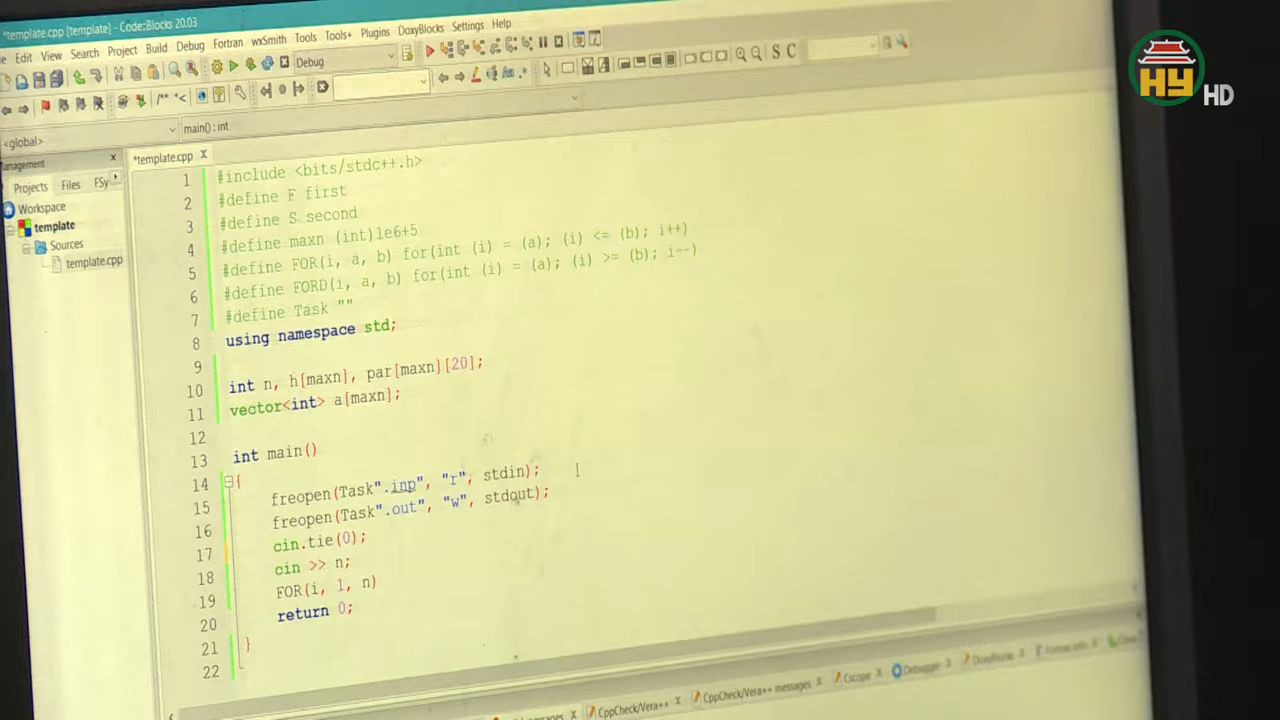 *template.cpp [template] - Code::Blocks 20.03
Edit View Search Project Build Debug Fortran wxSmith Tools Tools+ Plugins DoxyBlocks Settings Help
Debug
S C
/** *<
<global>
main() : int
HY HD
anagement
*template.cpp
Projects Files FSy
Workspace
template
Sources
template.cpp
1 #include <bits/stdc++.h>
2 #define F first
3 #define S second
4 #define maxn (int)1e6+5
5 #define FOR(i, a, b) for(int (i) = (a); (i) <= (b); i++)
6 #define FORD(i, a, b) for(int (i) = (a); (i) >= (b); i--)
7 #define Task ""
8 using namespace std;
9
10 int n, h[maxn], par[maxn][20];
11 vector<int> a[maxn];
12
13 int main()
14 {
15 freopen(Task".inp", "r", stdin);
16 freopen(Task".out", "w", stdout);
17 cin.tie(0);
18 cin >> n;
19 FOR(i, 1, n)
20 return 0;
21 }
22
messages CppCheck/Vera++ CppCheck/Vera++ messages Cscope Debugger DoxyBlocks Fortran info